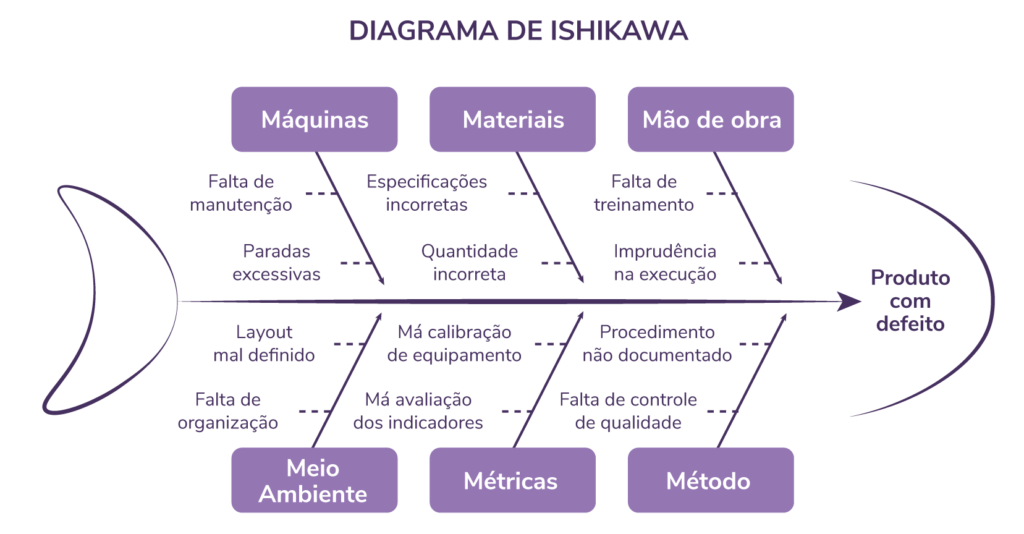 DIAGRAMA DE ISHIKAWA
Máquinas
Materiais
Mão de obra
Falta de
manutenção
Especificações
incorretas
Falta de
treinamento
Paradas
excessivas
Quantidade
incorreta
Imprudência
na execução
Produto
com
defeito
Layout
mal definido
Má calibração
de equipamento
Procedimento
não documentado
Falta de
organização
Má avaliação
dos indicadores
Falta de controle
de qualidade
Meio
Ambiente
Métricas
Método